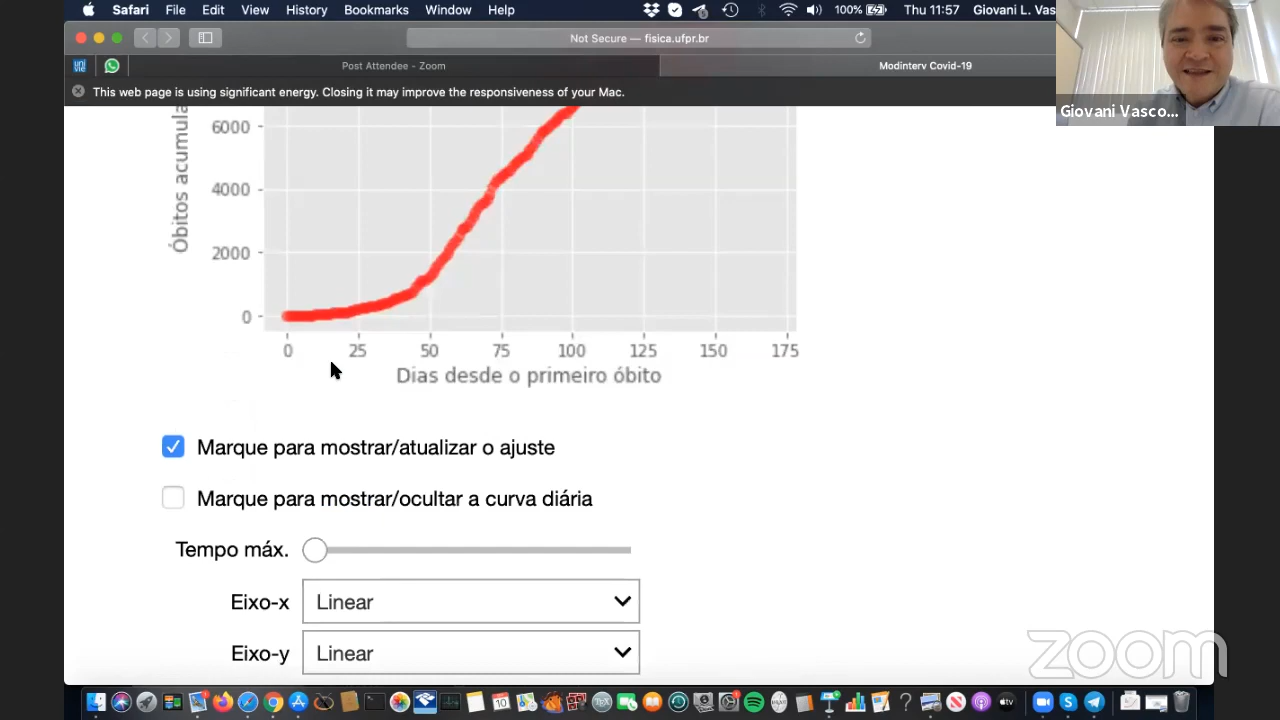 Safari File Edit View History Bookmarks Window Help 100% Thu 11:57 Giovani L. Vas
Not Secure — fisica.ufpr.br
Post Attendee - Zoom Modinterv Covid-19
This web page is using significant energy. Closing it may improve the responsiveness of your Mac.
Giovani Vasco...
Óbitos acumula
6000
4000
2000
0
0 25 50 75 100 125 150 175
Dias desde o primeiro óbito
Marque para mostrar/atualizar o ajuste
Marque para mostrar/ocultar a curva diária
Tempo máx.
Eixo-x Linear
Eixo-y Linear
zoom